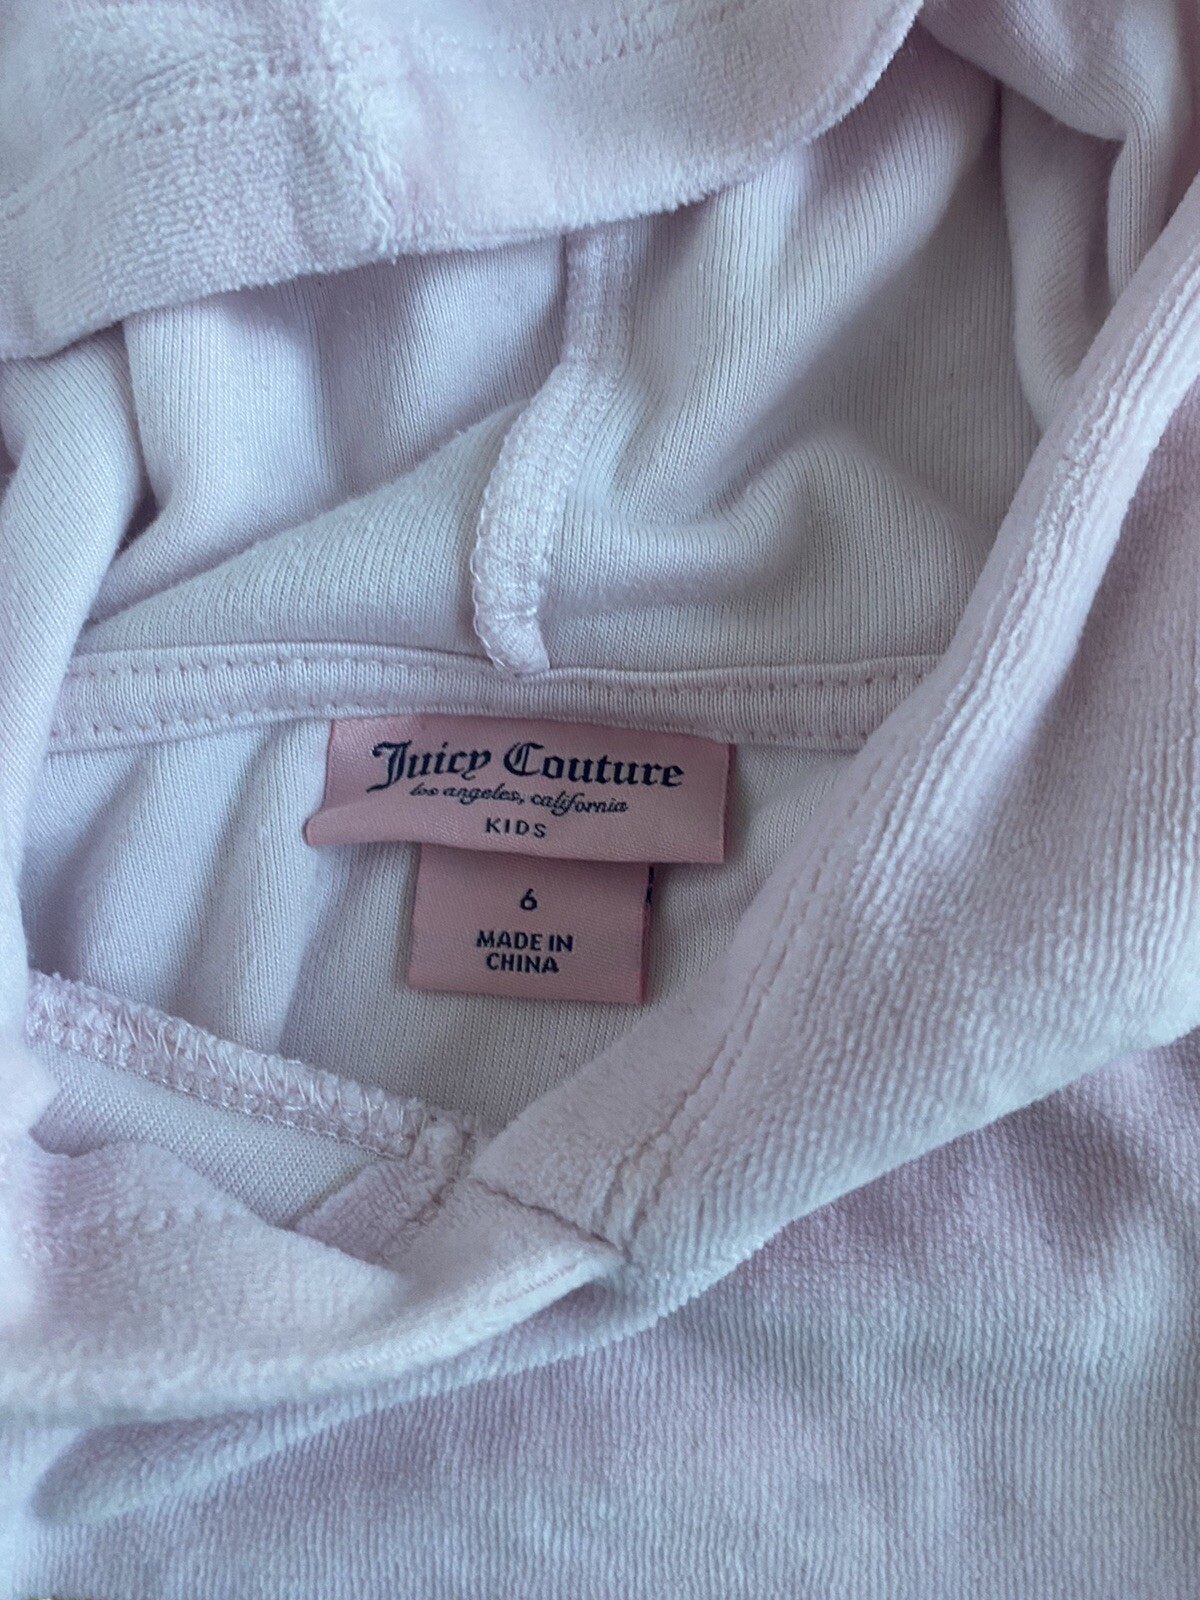 Juicy Couture
los angeles, california
KIDS
6
MADE IN
CHINA